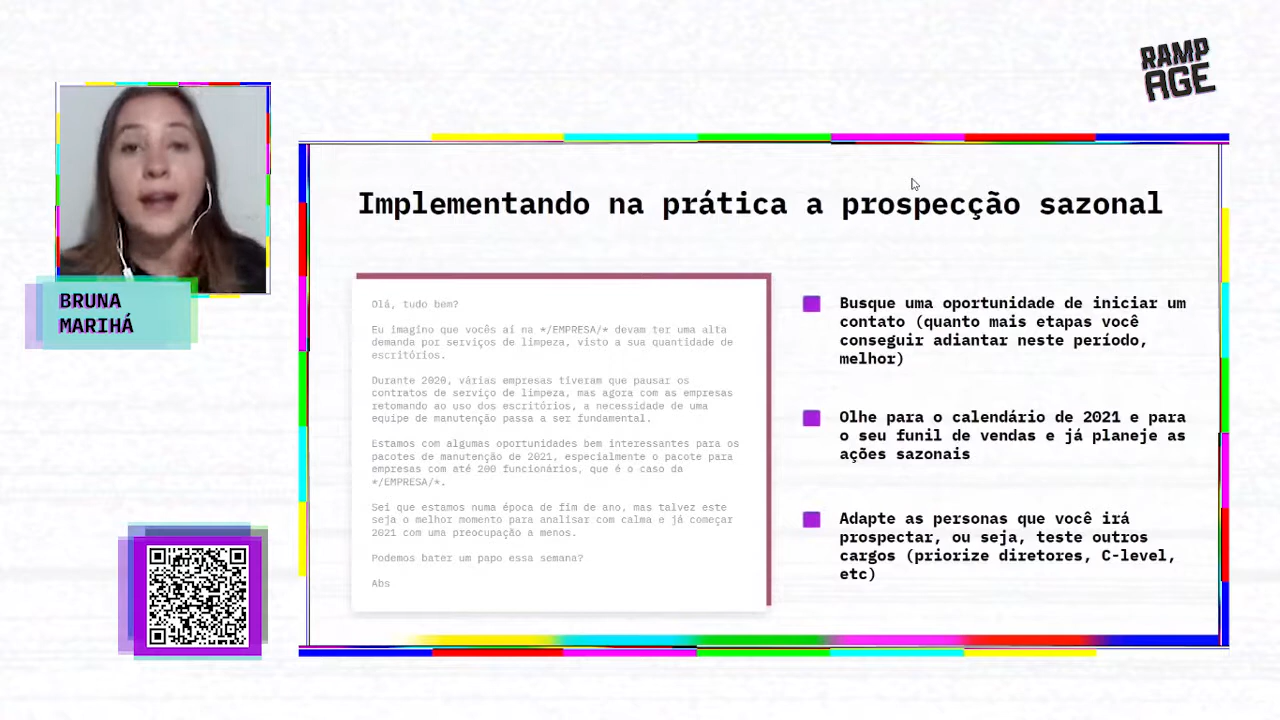 RAMP
AGE
BRUNA
MARIHÁ
Implementando na prática a prospecção sazonal
Olá, tudo bem?
Eu imagino que vocês aí na */EMPRESA/* devam ter uma alta
demanda por serviços de limpeza, visto a sua quantidade de
escritórios.
Durante 2020, várias empresas tiveram que pausar os
contratos de serviço de limpeza, mas agora com as empresas
retomando ao uso dos escritórios, a necessidade de uma
equipe de manutenção passa a ser fundamental.
Estamos com algumas oportunidades bem interessantes para os
pacotes de manutenção de 2021, especialmente o pacote para
empresas com até 200 funcionários, que é o caso da
*/EMPRESA/*.
Sei que estamos numa época de fim de ano, mas talvez este
seja o melhor momento para analisar com calma e já começar
2021 com uma preocupação a menos.
Podemos bater um papo essa semana?
Abs
Busque uma oportunidade de iniciar um
contato (quanto mais etapas você
conseguir adiantar neste período,
melhor)
Olhe para o calendário de 2021 e para
o seu funil de vendas e já planeje as
ações sazonais
Adapte as personas que você irá
prospectar, ou seja, teste outros
cargos (priorize diretores, C-level,
etc)